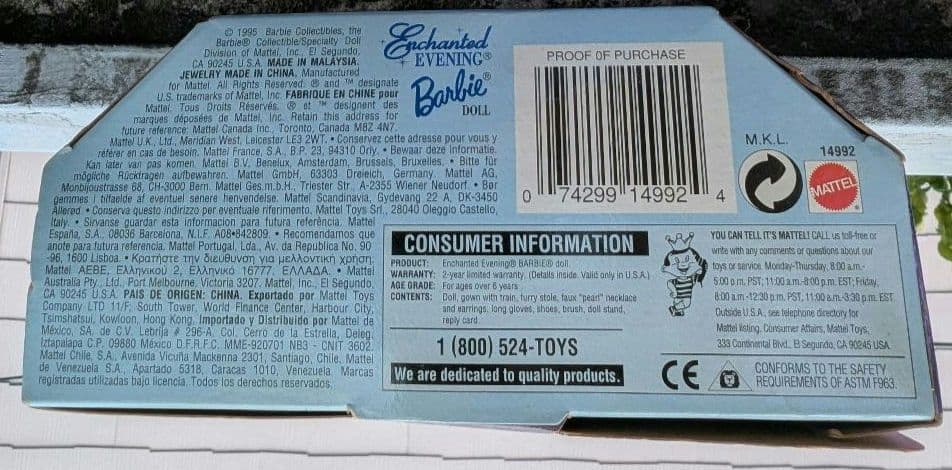 © 1995 Barbie Collectibles, the
Barbie® Collectible/Specialty Doll
Division of Mattel, Inc., El Segundo,
CA 90245 U.S.A. MADE IN MALAYSIA.
JEWELRY MADE IN CHINA, Manufactured
for Mattel. All Rights Reserved. ® and ™ designate
U.S. trademarks of Mattel, Inc. FABRIQUÉ EN CHINE pour
Mattel. Tous Droits Réservés. ® et ™ designent des
marques déposées de Mattel, Inc. Retain this address for
future reference: Mattel Canada Inc., Toronto, Canada M8Z 4N7.
Mattel U.K., Ltd., Meridian West, Leicester LE3 2WT. • Conservez cette adresse pour vous y
référer en cas de besoin. Mattel France, S.A., B.P. 23, 94310 Orly. • Bewaar deze informatie.
Kan later van pas komen. Mattel B.V. Benelux, Amsterdam, Brussels, Bruxelles. • Bitte für
mögliche Rückfragen aufbewahren. Mattel GmbH, 63303 Dreieich, Germany. Mattel AG,
Monbijoustrasse 68, CH-3000 Bern. Mattel Ges.m.b.H., Triester Str., A-2355 Wiener Neudorf. • Bør
gemmes i tilfælde af eventuel senere henvendelse. Mattel Scandinavia, Gydevang 22 A, DK-3450
Allerød. • Conserva questo indirizzo per eventuale riferimento. Mattel Toys Srl., 28040 Oleggio Castello,
Italy. • Sirvanse guardar esta informacion para futura referència. Mattel
España, S.A., 08036 Barcelona, N.I.F. A08•842809. • Recomendamos que
anote para futura referencia. Mattel Portugal, Lda., Av. da Republica No. 90
-96, 1600 Lisboa. • Κρατήστε την διεύθυνση για μελλοντική χρήση:
Mattel AEBE, Ελληνικού 2, Ελληνικό 16777, ΕΛΛΑΔΑ. • Mattel
Australia Pty., Ltd., Port Melbourne, Victoria 3207. Mattel, Inc., El Segundo,
CA 90245 U.S.A. PAIS DE ORIGEN: CHINA. Exportado por Mattel Toys
Company LTD 11/F, South Tower, World Finance Center, Harbour City,
Tsimshatsui, Kowloon, Hong Kong. Importado y Distribuido por Mattel de
México, SA. de C.V. Lebrija # 296-A, Col. Cerro de la Estrella, Deleg.
Iztapalapa C.P. 09880 México D.F.R.F.C. MME-920701 NB3 - CNIT 3602.
Mattel Chile, S.A., Avenida Vicuña Mackenna 2301, Santiago, Chile. Mattel
de Venezuela S.A., Apartado 5318, Caracas 1010, Venezuela. Marcas
registradas utilizadas bajo licencia. Todos los derechos reservados.
Enchanted
EVENING®
Barbie®
DOLL
PROOF OF PURCHASE
0 74299 14992 4
M.K.L.
14992
MATTEL
CONSUMER INFORMATION
PRODUCT: Enchanted Evening® BARBIE® doll.
WARRANTY: 2-year limited warranty. (Details inside. Valid only in U.S.A.)
AGE GRADE: For ages over 6 years
CONTENTS: Doll, gown with train, furry stole, faux "pearl" necklace
and earrings, long gloves, shoes, brush, doll stand,
reply card.
1 (800) 524-TOYS
We are dedicated to quality products.
YOU CAN TELL IT'S MATTEL! CALL us toll-free or
write with any comments or questions about our
toys or service. Monday-Thursday, 8:00 a.m.-
5:00 p.m. PST, 11:00 a.m.-8:00 p.m. EST; Friday,
8:00 a.m.-12:30 p.m. PST, 11:00 a.m.-3:30 p.m. EST.
Outside U.S.A., see telephone directory for
Mattel listing. Consumer Affairs, Mattel Toys,
333 Continental Blvd., El Segundo, CA 90245 USA.
CE
CONFORMS TO THE SAFETY
REQUIREMENTS OF ASTM F963.